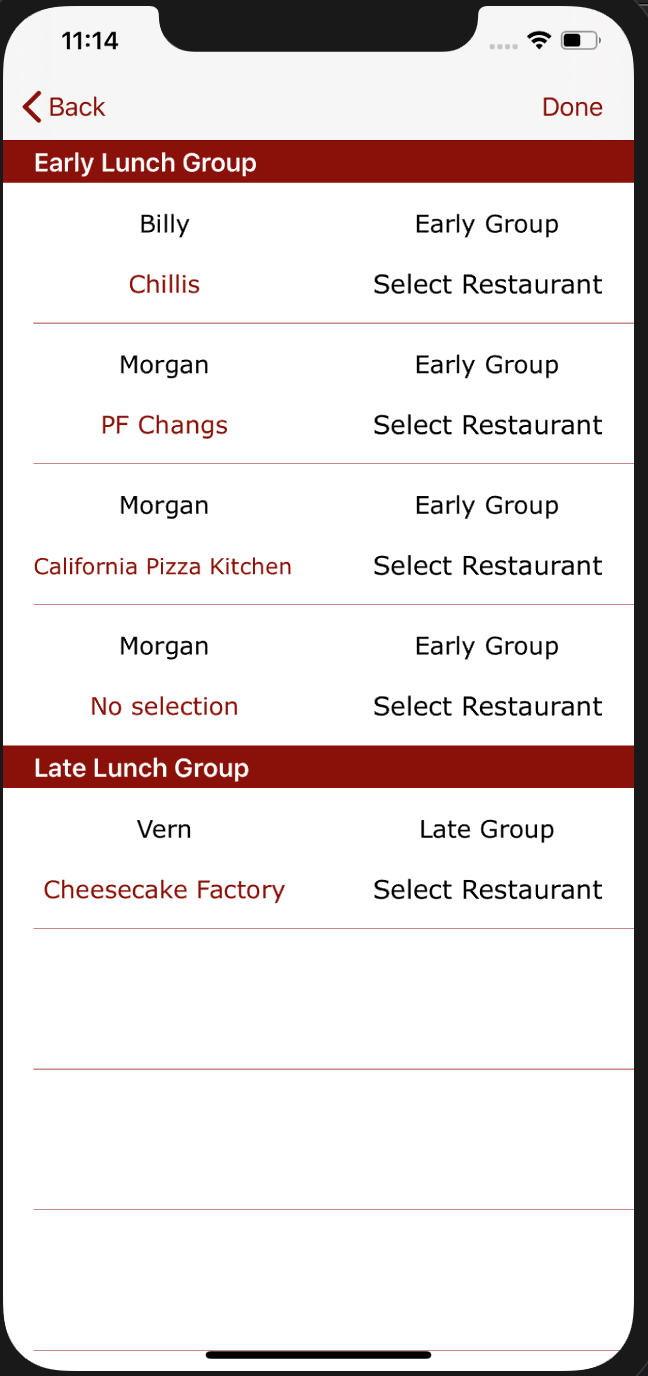 11:14
Back Done
Early Lunch Group
Billy Early Group
Chillis Select Restaurant
Morgan Early Group
PF Changs Select Restaurant
Morgan Early Group
California Pizza Kitchen Select Restaurant
Morgan Early Group
No selection Select Restaurant
Late Lunch Group
Vern Late Group
Cheesecake Factory Select Restaurant